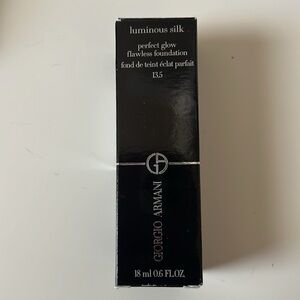 luminous silk
perfect glow
flawless foundation
fond de teint éclat parfait
13.5
GIORGIO ARMANI
18 ml 0.6 FL.OZ.